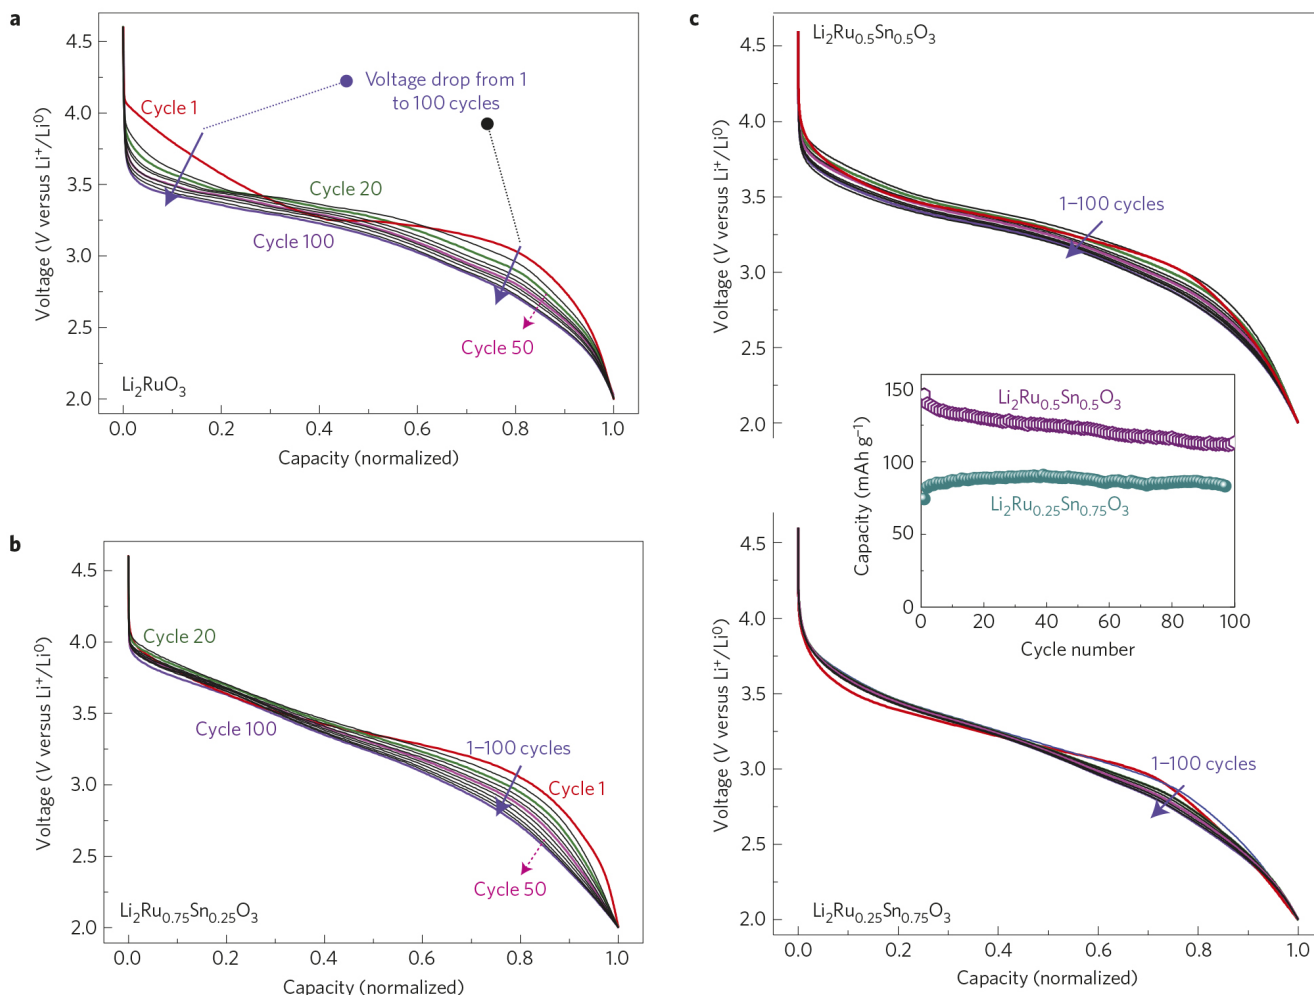 a
4.5
4.0
3.5
3.0
2.5
2.0
Voltage (V versus Li⁺/Li⁰)
Cycle 1
Voltage drop from 1
to 100 cycles
Cycle 20
Cycle 100
Cycle 50
Li₂RuO₃
0.0 0.2 0.4 0.6 0.8 1.0
Capacity (normalized)
b
4.5
4.0
3.5
3.0
2.5
2.0
Voltage (V versus Li⁺/Li⁰)
Cycle 20
Cycle 100
1–100 cycles
Cycle 1
Cycle 50
Li₂Ru₀.₇₅Sn₀.₂₅O₃
0.0 0.2 0.4 0.6 0.8 1.0
Capacity (normalized)
c
Li₂Ru₀.₅Sn₀.₅O₃
4.5
4.0
3.5
3.0
2.5
2.0
Voltage (V versus Li⁺/Li⁰)
1–100 cycles
150
100
50
0
Capacity (mAh g⁻¹)
Li₂Ru₀.₅Sn₀.₅O₃
Li₂Ru₀.₂₅Sn₀.₇₅O₃
0 20 40 60 80 100
Cycle number
4.5
4.0
3.5
3.0
2.5
2.0
Voltage (V versus Li⁺/Li⁰)
1–100 cycles
Li₂Ru₀.₂₅Sn₀.₇₅O₃
0.0 0.2 0.4 0.6 0.8 1.0
Capacity (normalized)